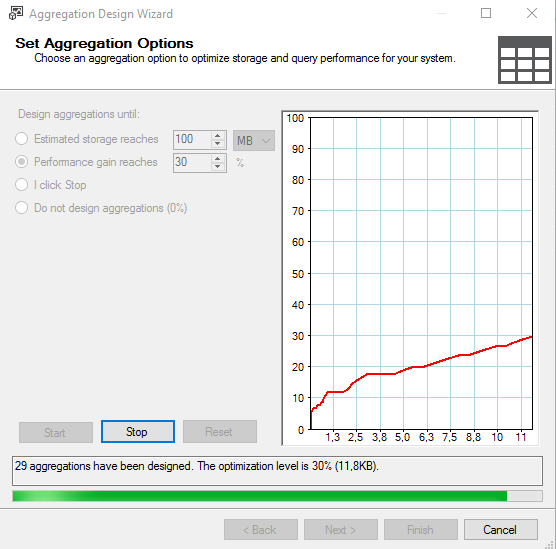 Aggregation Design Wizard
Set Aggregation Options
Choose an aggregation option to optimize storage and query performance for your system.
Design aggregations until:
Estimated storage reaches 100 MB
Performance gain reaches 30 %
I click Stop
Do not design aggregations (0%)
100
90
80
70
60
50
40
30
20
10
0
1,3 2,5 3,8 5,0 6,3 7,5 8,8 10 11
Start Stop Reset
29 aggregations have been designed. The optimization level is 30% (11,8KB).
< Back Next > Finish Cancel